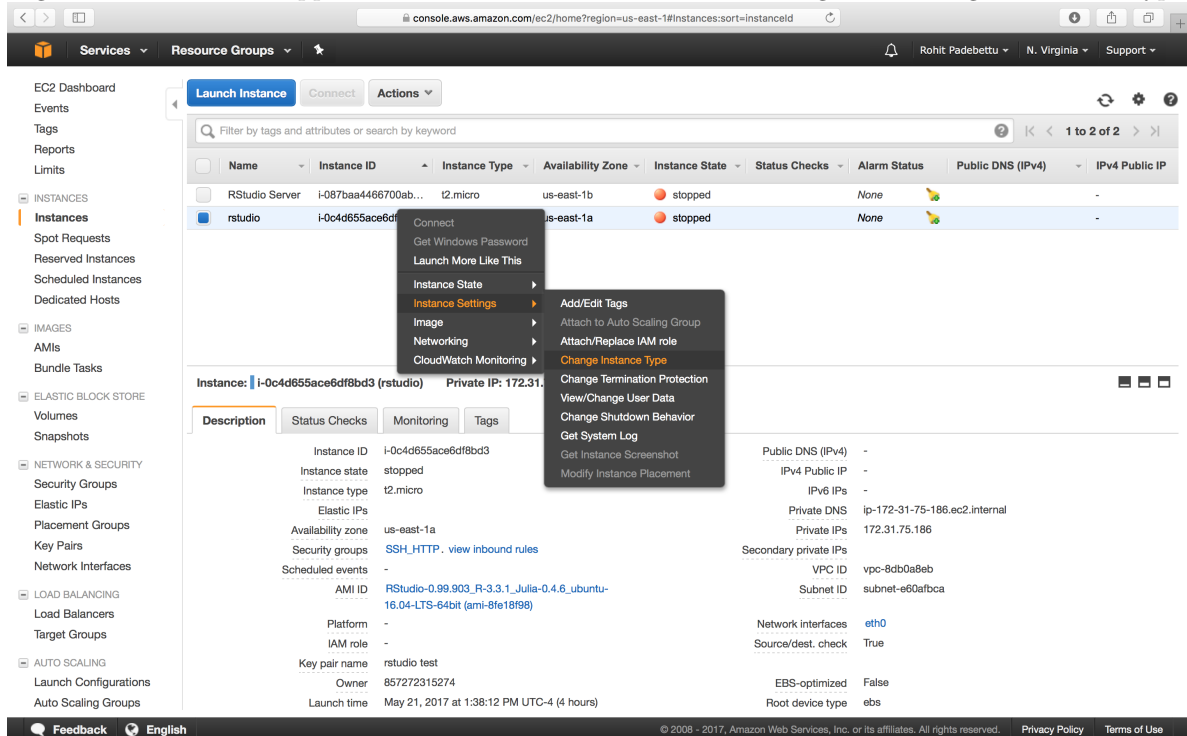 console.aws.amazon.com/ec2/home?region=us-east-1#Instances:sort=instanceId
Services Resource Groups Rohit Padebettu N. Virginia Support
EC2 Dashboard
Events
Tags
Reports
Limits
INSTANCES
Instances
Spot Requests
Reserved Instances
Scheduled Instances
Dedicated Hosts
IMAGES
AMIs
Bundle Tasks
ELASTIC BLOCK STORE
Volumes
Snapshots
NETWORK & SECURITY
Security Groups
Elastic IPs
Placement Groups
Key Pairs
Network Interfaces
LOAD BALANCING
Load Balancers
Target Groups
AUTO SCALING
Launch Configurations
Auto Scaling Groups
Launch Instance Connect Actions
Filter by tags and attributes or search by keyword 1 to 2 of 2
Name Instance ID Instance Type Availability Zone Instance State Status Checks Alarm Status Public DNS (IPv4) IPv4 Public IP
RStudio Server i-087baa4466700ab... t2.micro us-east-1b stopped None -
rstudio i-0c4d655ace6df us-east-1a stopped None -
Connect
Get Windows Password
Launch More Like This
Instance State
Instance Settings
Image
Networking
CloudWatch Monitoring
Add/Edit Tags
Attach to Auto Scaling Group
Attach/Replace IAM role
Change Instance Type
Change Termination Protection
View/Change User Data
Change Shutdown Behavior
Get System Log
Get Instance Screenshot
Modify Instance Placement
Instance: i-0c4d655ace6df8bd3 (rstudio) Private IP: 172.31.
Description Status Checks Monitoring Tags
Instance ID i-0c4d655ace6df8bd3
Instance state stopped
Instance type t2.micro
Elastic IPs
Availability zone us-east-1a
Security groups SSH_HTTP. view inbound rules
Scheduled events -
AMI ID RStudio-0.99.903_R-3.3.1_Julia-0.4.6_ubuntu-
16.04-LTS-64bit (ami-8fe18f98)
Platform -
IAM role -
Key pair name rstudio test
Owner 857272315274
Launch time May 21, 2017 at 1:38:12 PM UTC-4 (4 hours)
Public DNS (IPv4) -
IPv4 Public IP -
IPv6 IPs -
Private DNS ip-172-31-75-186.ec2.internal
Private IPs 172.31.75.186
Secondary private IPs
VPC ID vpc-8db0a8eb
Subnet ID subnet-e60afbca
Network interfaces eth0
Source/dest. check True
EBS-optimized False
Root device type ebs
Feedback English © 2008 - 2017, Amazon Web Services, Inc. or its affiliates. All rights reserved. Privacy Policy Terms of Use